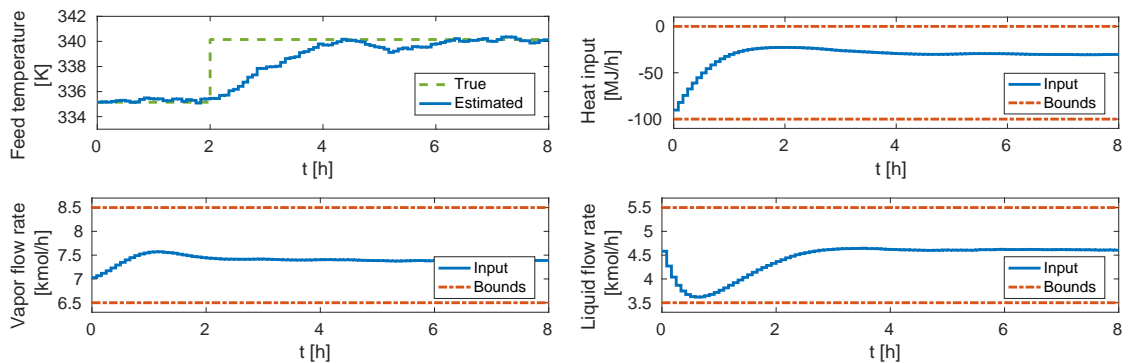 Feed temperature
[K]
342
340
338
336
334
True
Estimated
0
2
4
6
8
t [h]
Heat input
[MJ/h]
0
-50
-100
Input
Bounds
0
2
4
6
8
t [h]
Vapor flow rate
[kmol/h]
8.5
8
7.5
7
6.5
Input
Bounds
0
2
4
6
8
t [h]
Liquid flow rate
[kmol/h]
5.5
5
4.5
4
3.5
Input
Bounds
0
2
4
6
8
t [h]